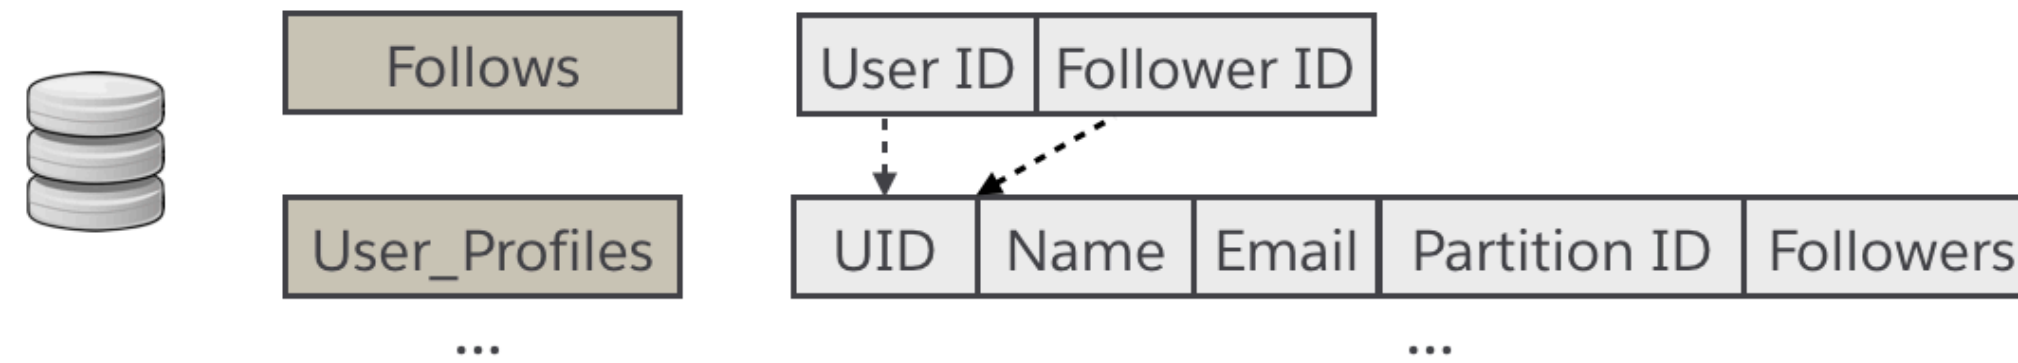 Follows User ID Follower ID
User_Profiles UID Name Email Partition ID Followers
... ...